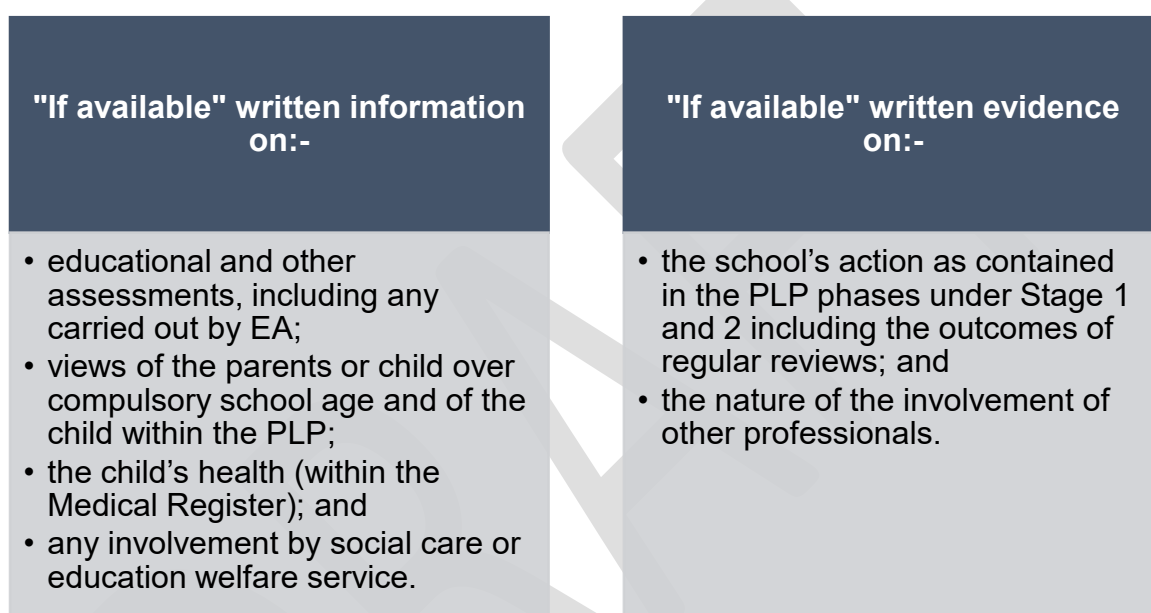 "If available" written information
on:-
• educational and other
assessments, including any
carried out by EA;
• views of the parents or child over
compulsory school age and of the
child within the PLP;
• the child’s health (within the
Medical Register); and
• any involvement by social care or
education welfare service.
"If available" written evidence
on:-
• the school’s action as contained
in the PLP phases under Stage 1
and 2 including the outcomes of
regular reviews; and
• the nature of the involvement of
other professionals.